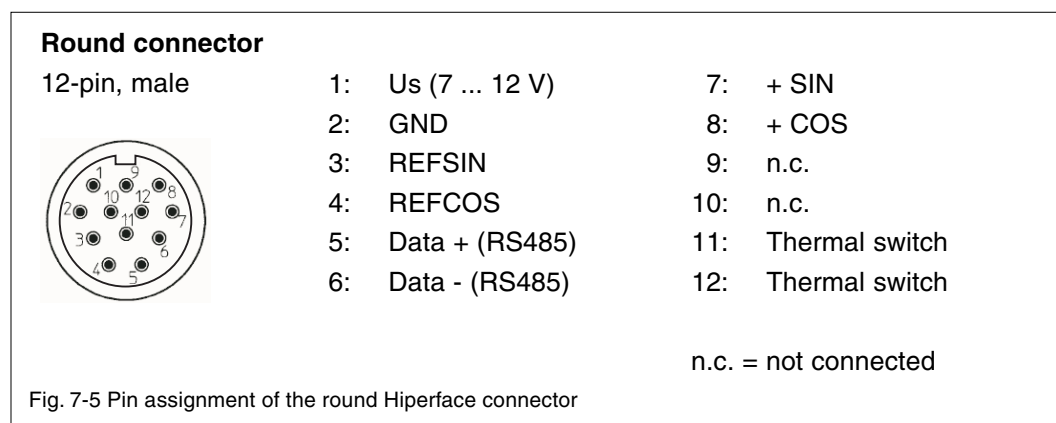 Round connector
12-pin, male
1: Us (7 ... 12 V)
2: GND
3: REFSIN
4: REFCOS
5: Data + (RS485)
6: Data - (RS485)
7: + SIN
8: + COS
9: n.c.
10: n.c.
11: Thermal switch
12: Thermal switch
n.c. = not connected
1 9
10 12 8
2 11 7
3 6
4 5
Fig. 7-5 Pin assignment of the round Hiperface connector